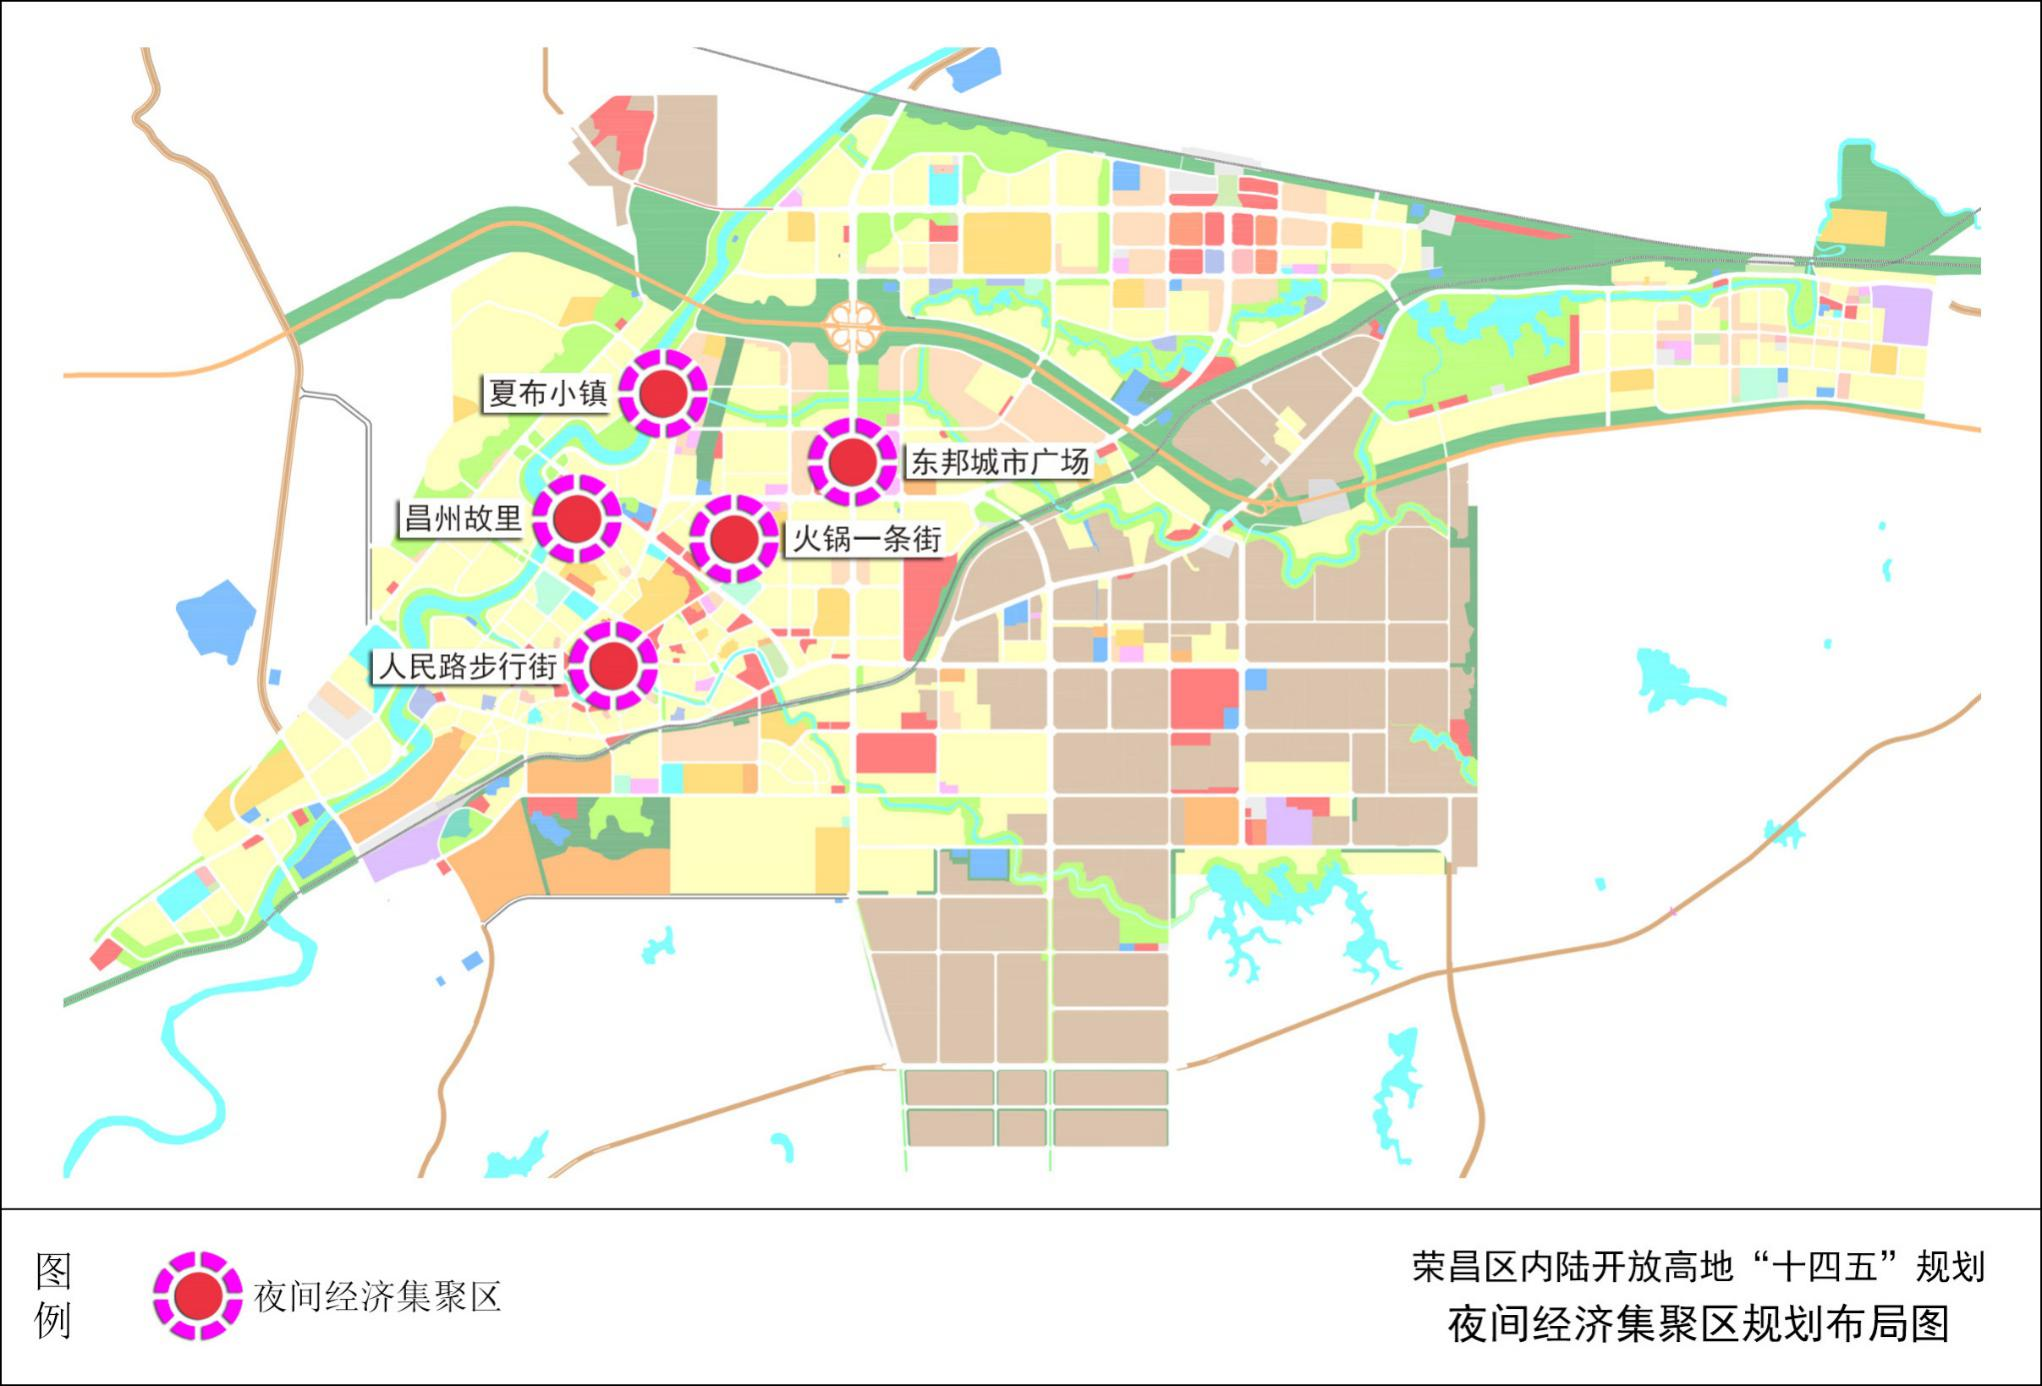 夏布小镇
东邦城市广场
昌州故里
火锅一条街
人民路步行街
图例
夜间经济集聚区
荣昌区内陆开放高地“十四五”规划
夜间经济集聚区规划布局图